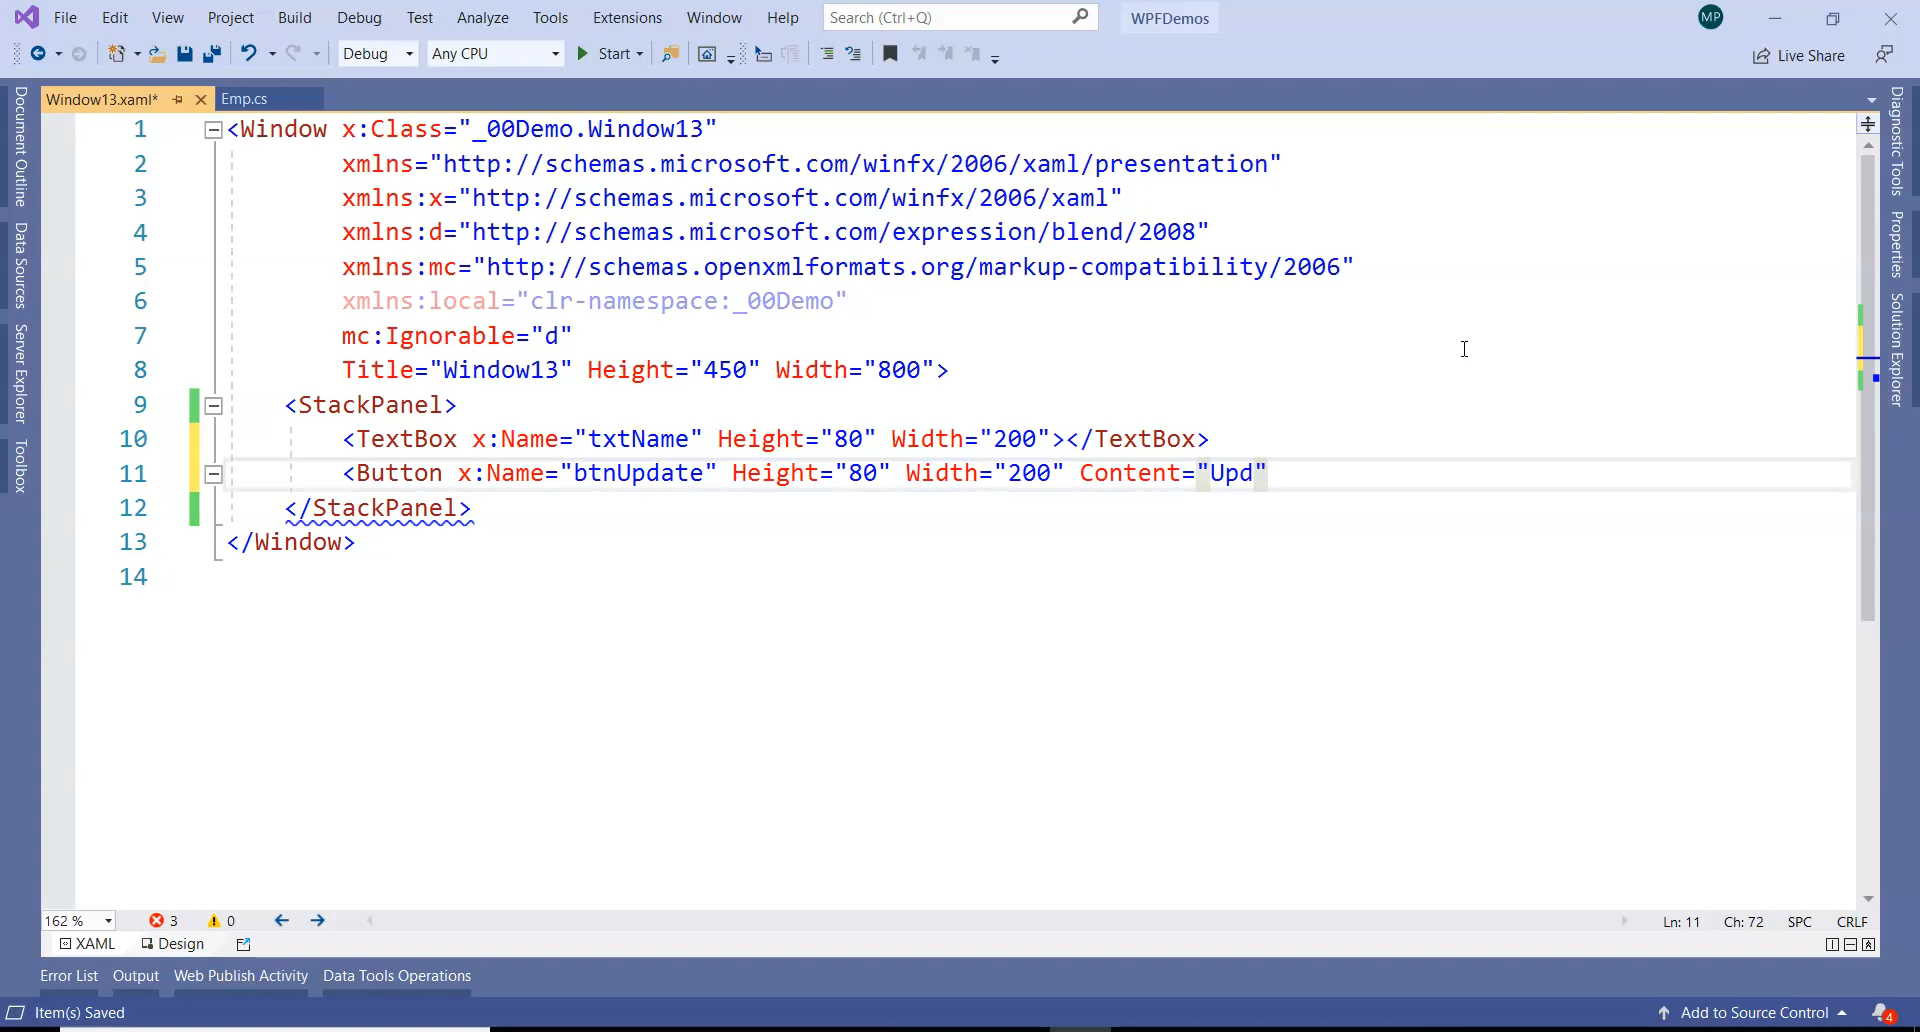 File Edit View Project Build Debug Test Analyze Tools Extensions Window Help Search (Ctrl+Q) WPFDemos MP
Debug Any CPU Start Live Share
Window13.xaml* Emp.cs
Document Outline
Data Sources
Server Explorer
Toolbox
Diagnostic Tools
Properties
Solution Explorer
1 <Window x:Class="_00Demo.Window13"
2 xmlns="http://schemas.microsoft.com/winfx/2006/xaml/presentation"
3 xmlns:x="http://schemas.microsoft.com/winfx/2006/xaml"
4 xmlns:d="http://schemas.microsoft.com/expression/blend/2008"
5 xmlns:mc="http://schemas.openxmlformats.org/markup-compatibility/2006"
6 xmlns:local="clr-namespace:_00Demo"
7 mc:Ignorable="d"
8 Title="Window13" Height="450" Width="800">
9 <StackPanel>
10 <TextBox x:Name="txtName" Height="80" Width="200"></TextBox>
11 <Button x:Name="btnUpdate" Height="80" Width="200" Content="Upd"
12 </StackPanel>
13 </Window>
14
162 % 3 0 Ln: 11 Ch: 72 SPC CRLF
XAML Design
Error List Output Web Publish Activity Data Tools Operations
Item(s) Saved Add to Source Control 4